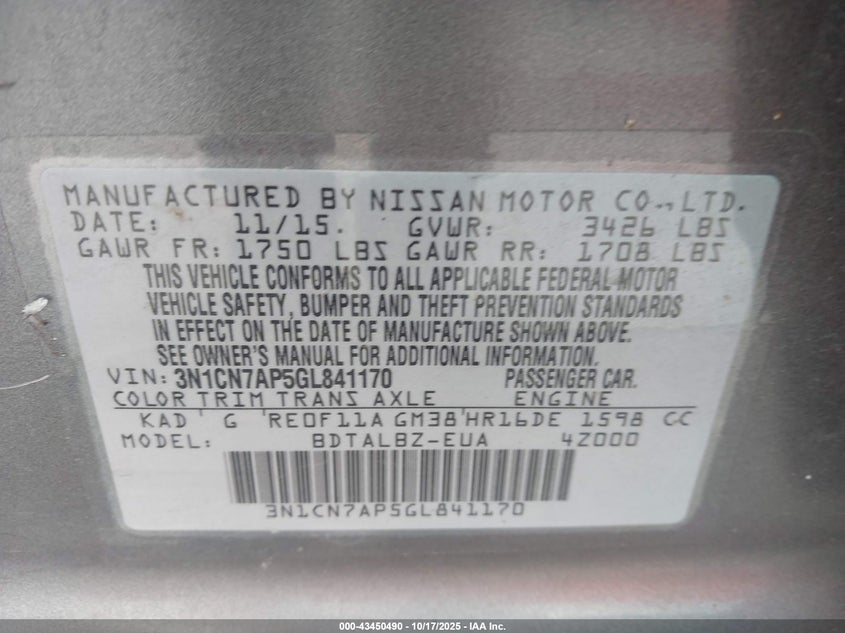 MANUFACTURED BY NISSAN MOTOR CO., LTD.
DATE: 11/15. GVWR: 3426 LBS
GAWR FR: 1750 LBS GAWR RR: 1708 LBS
THIS VEHICLE CONFORMS TO ALL APPLICABLE FEDERAL MOTOR
VEHICLE SAFETY, BUMPER AND THEFT PREVENTION STANDARDS
IN EFFECT ON THE DATE OF MANUFACTURE SHOWN ABOVE.
SEE OWNER'S MANUAL FOR ADDITIONAL INFORMATION.
VIN: 3N1CN7AP5GL841170 PASSENGER CAR.
COLOR TRIM TRANS AXLE ENGINE
KAD G RE0F11A GM38 HR16DE 1598 CC
MODEL: BDTALBZ-EUA 4Z000
3N1CN7AP5GL841170
000-43450490 - 10/17/2025 - IAA Inc.